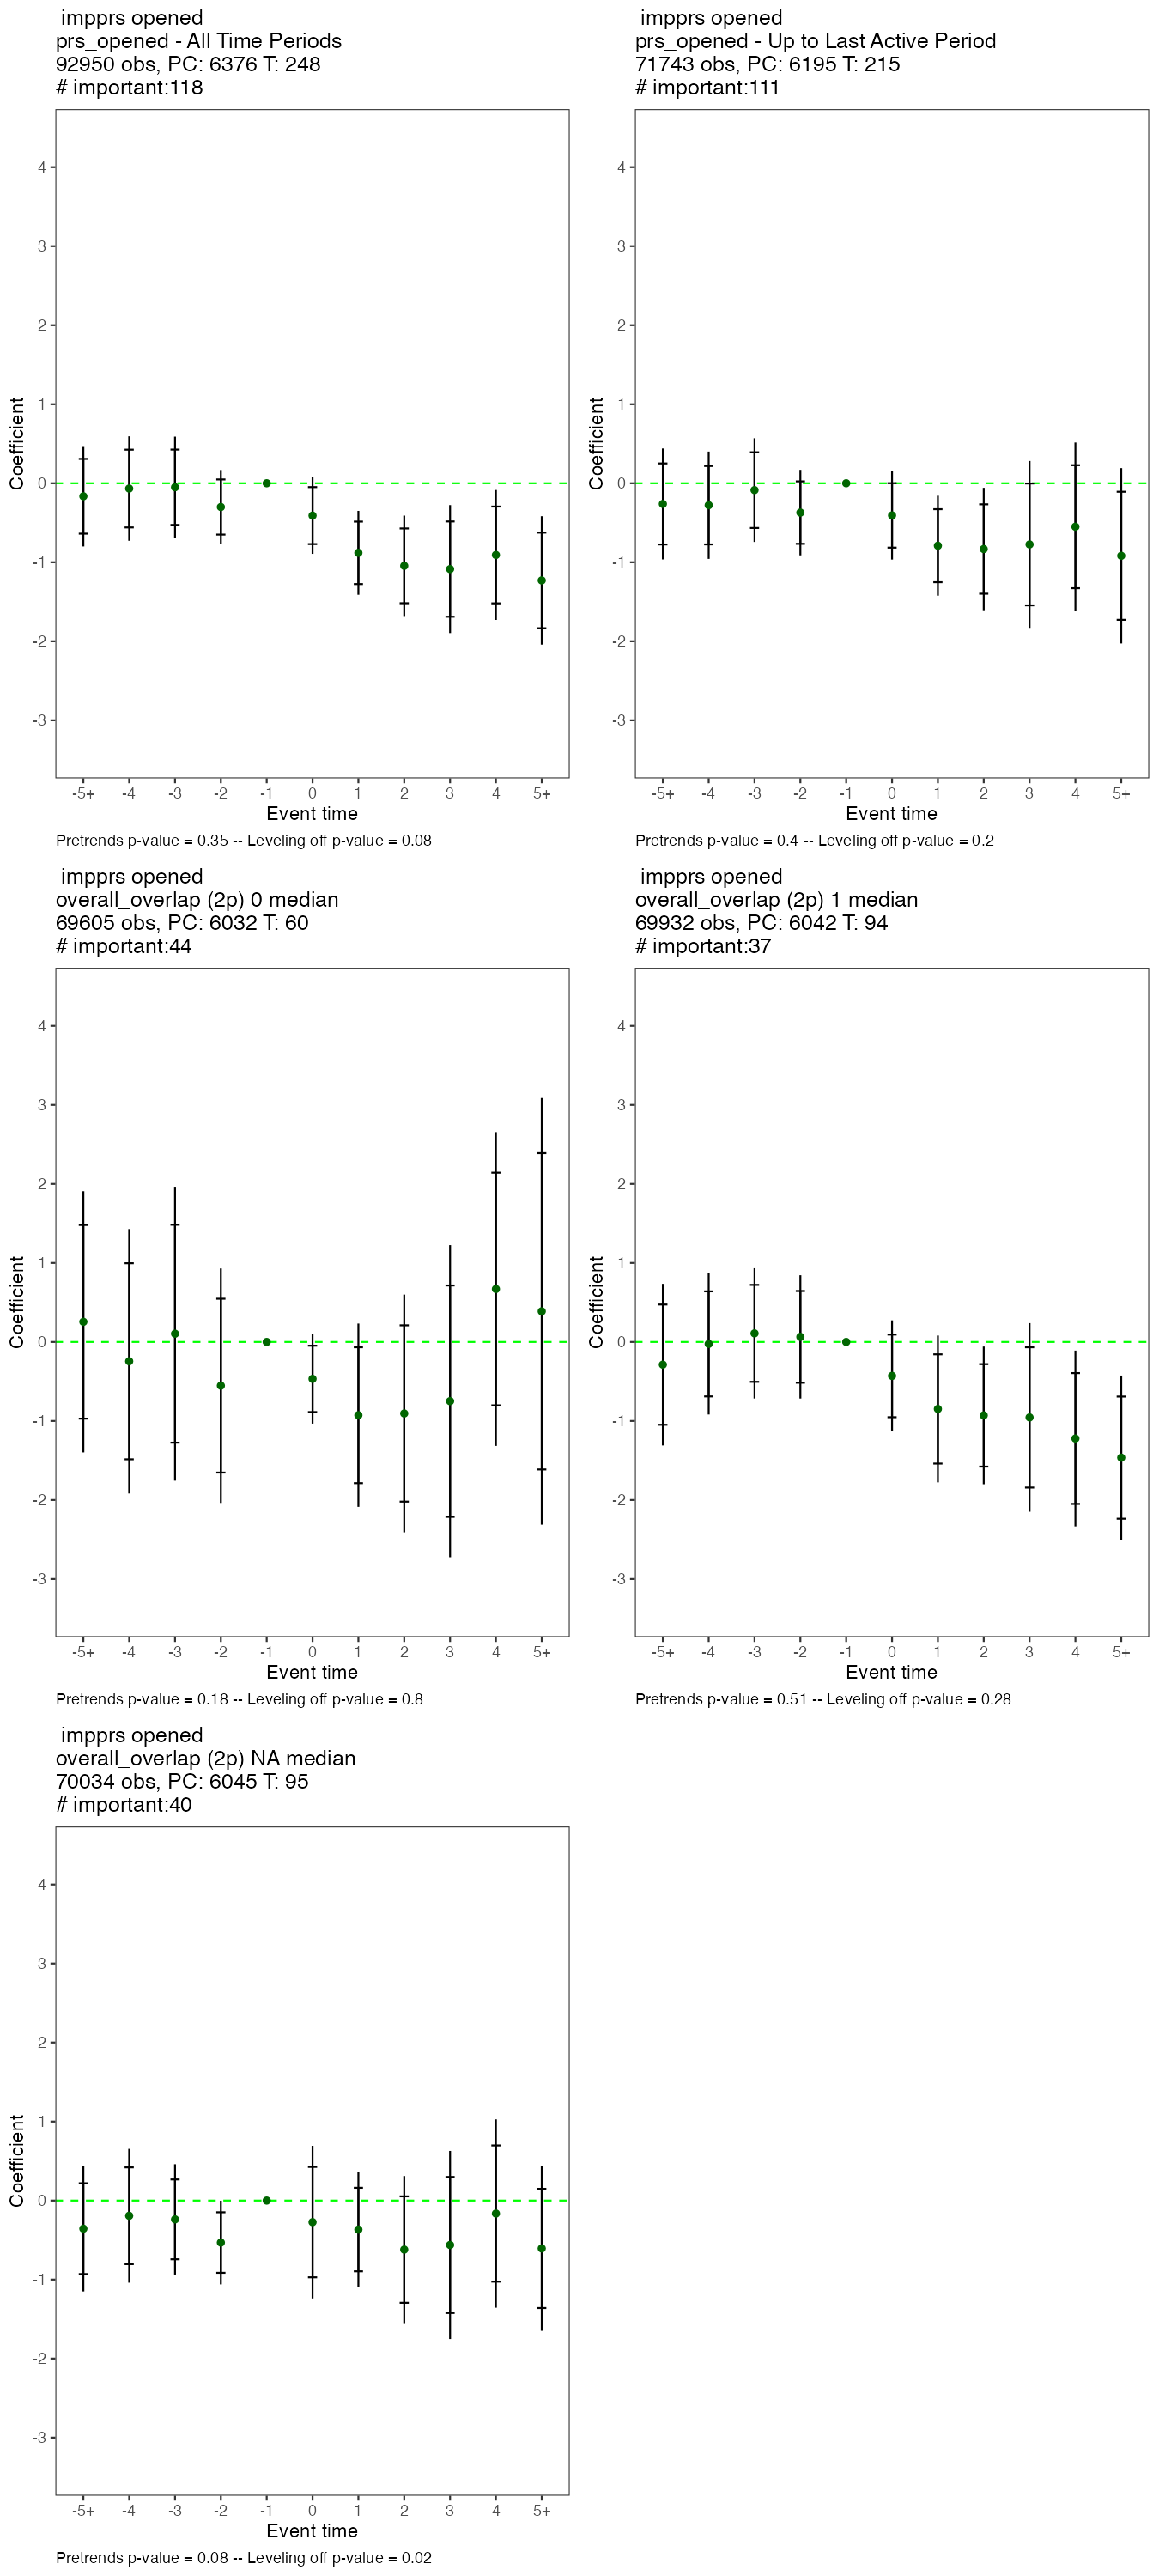 impprs opened
prs_opened - All Time Periods
92950 obs, PC: 6376 T: 248
# important:118
4
3
2
1
0
-1
-2
-3
Coefficient
-5+ -4 -3 -2 -1 0 1 2 3 4 5+
Event time
Pretrends p-value = 0.35 -- Leveling off p-value = 0.08
impprs opened
prs_opened - Up to Last Active Period
71743 obs, PC: 6195 T: 215
# important:111
4
3
2
1
0
-1
-2
-3
Coefficient
-5+ -4 -3 -2 -1 0 1 2 3 4 5+
Event time
Pretrends p-value = 0.4 -- Leveling off p-value = 0.2
impprs opened
overall_overlap (2p) 0 median
69605 obs, PC: 6032 T: 60
# important:44
4
3
2
1
0
-1
-2
-3
Coefficient
-5+ -4 -3 -2 -1 0 1 2 3 4 5+
Event time
Pretrends p-value = 0.18 -- Leveling off p-value = 0.8
impprs opened
overall_overlap (2p) 1 median
69932 obs, PC: 6042 T: 94
# important:37
4
3
2
1
0
-1
-2
-3
Coefficient
-5+ -4 -3 -2 -1 0 1 2 3 4 5+
Event time
Pretrends p-value = 0.51 -- Leveling off p-value = 0.28
impprs opened
overall_overlap (2p) NA median
70034 obs, PC: 6045 T: 95
# important:40
4
3
2
1
0
-1
-2
-3
Coefficient
-5+ -4 -3 -2 -1 0 1 2 3 4 5+
Event time
Pretrends p-value = 0.08 -- Leveling off p-value = 0.02